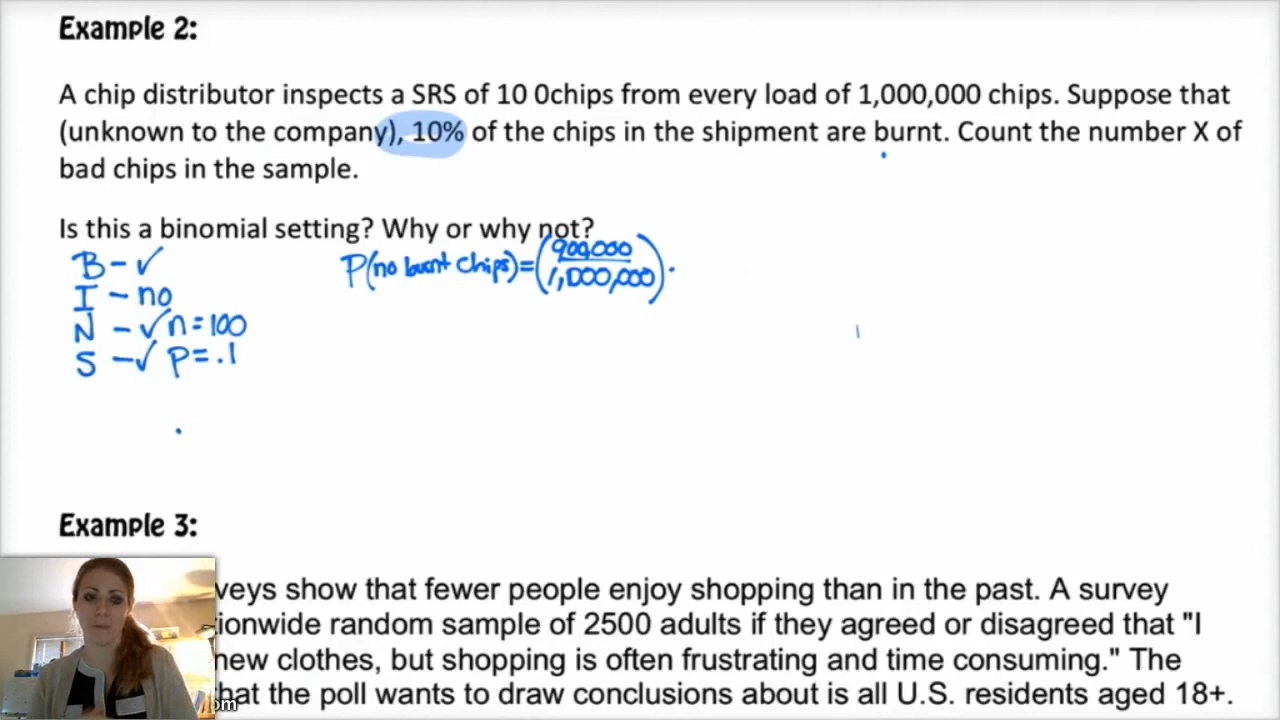 Example 2:
A chip distributor inspects a SRS of 10 0chips from every load of 1,000,000 chips. Suppose that
(unknown to the company), 10% of the chips in the shipment are burnt. Count the number X of
bad chips in the sample.
Is this a binomial setting? Why or why not?
B - ✓
I - no
N - ✓ n = 100
S - ✓ P = .1
P(no burnt chips) = (900,000 / 1,000,000) ·
Example 3:
veys show that fewer people enjoy shopping than in the past. A survey
ionwide random sample of 2500 adults if they agreed or disagreed that "I
new clothes, but shopping is often frustrating and time consuming." The
hat the poll wants to draw conclusions about is all U.S. residents aged 18+.
om